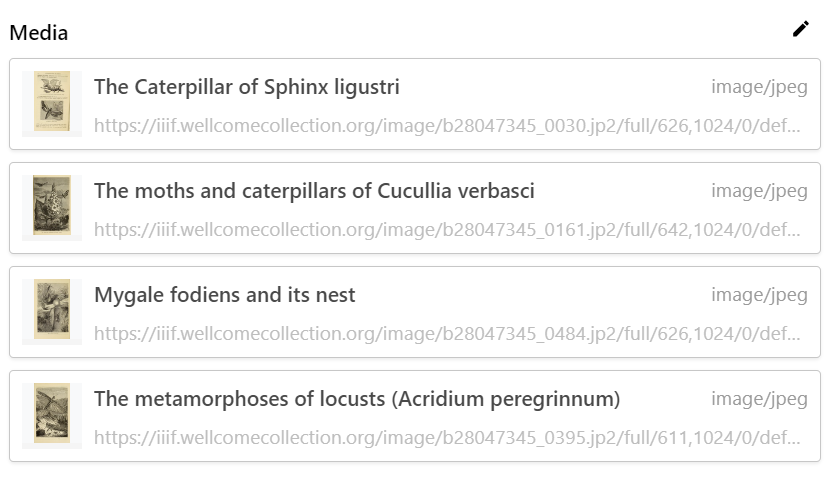 Media
The Caterpillar of Sphinx ligustri image/jpeg
https://iiif.wellcomecollection.org/image/b28047345_0030.jp2/full/626,1024/0/def...
The moths and caterpillars of Cucullia verbasci image/jpeg
https://iiif.wellcomecollection.org/image/b28047345_0161.jp2/full/642,1024/0/def...
Mygale fodiens and its nest image/jpeg
https://iiif.wellcomecollection.org/image/b28047345_0484.jp2/full/626,1024/0/def...
The metamorphoses of locusts (Acridium peregrinnum) image/jpeg
https://iiif.wellcomecollection.org/image/b28047345_0395.jp2/full/611,1024/0/def...